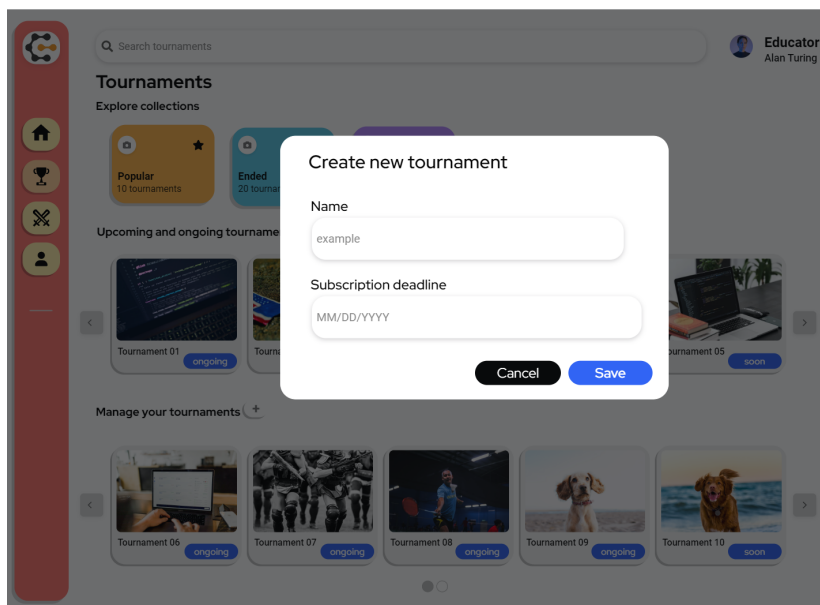 Search tournaments
Educator
Alan Turing
Tournaments
Explore collections
Popular
10 tournaments
Ended
20
Create new tournament
Name
example
Subscription deadline
MM/DD/YYYY
Cancel
Save
Upcoming and ongoing
Tournament 01
ongoing
05
soon
Manage your tournaments +
Tournament 06
ongoing
Tournament 07
ongoing
Tournament 08
ongoing
Tournament 09
ongoing
Tournament 10
soon